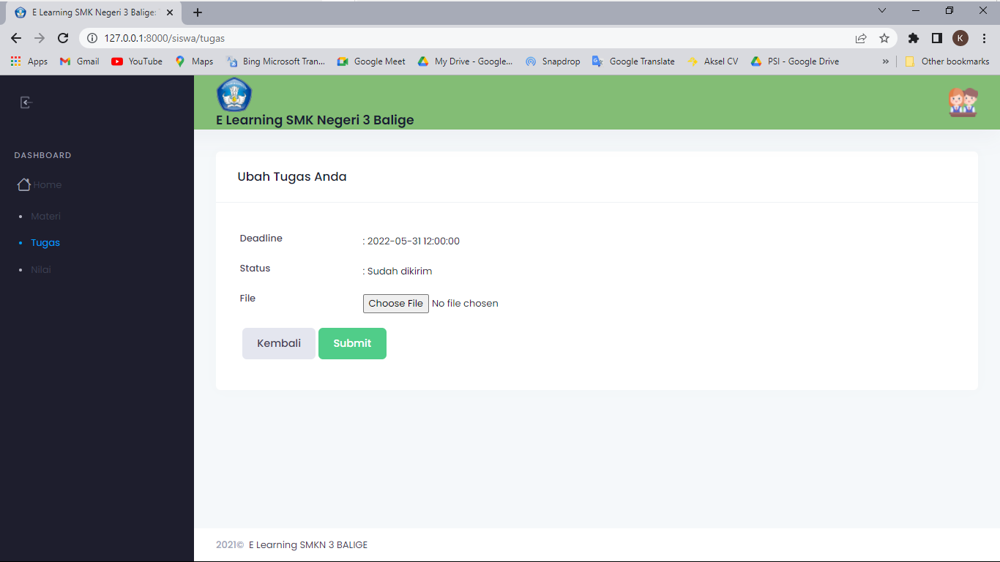 E Learning SMK Negeri 3 Balige:
127.0.0.1:8000/siswa/tugas
K
Apps Gmail YouTube Maps Bing Microsoft Tran... Google Meet My Drive - Google... Snapdrop Google Translate Aksel CV PSI - Google Drive » Other bookmarks
E Learning SMK Negeri 3 Balige
DASHBOARD
Home
Materi
Tugas
Nilai
Ubah Tugas Anda
Deadline : 2022-05-31 12:00:00
Status : Sudah dikirim
File Choose File No file chosen
Kembali Submit
2021© E Learning SMKN 3 BALIGE